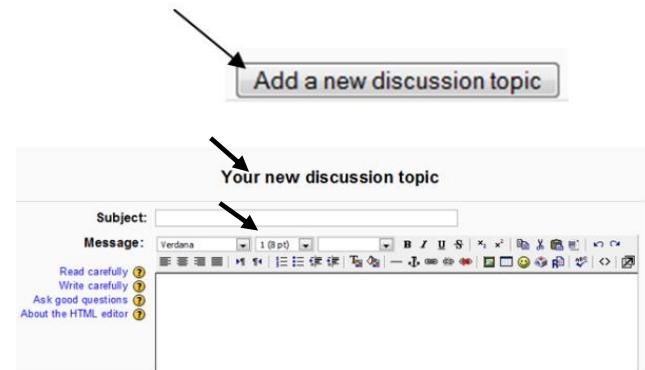 Add a new discussion topic
Your new discussion topic
Subject:
Message:
Verdana 1 (8 pt) B I U S
Read carefully
Write carefully
Ask good questions
About the HTML editor